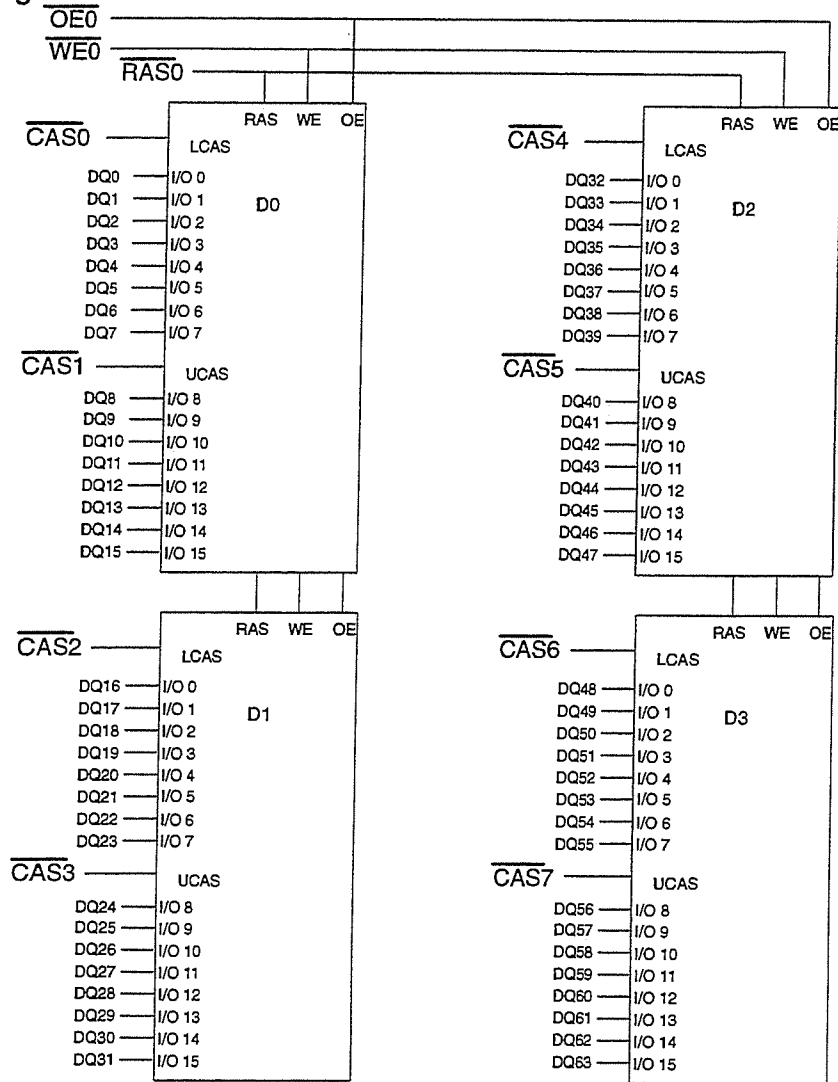 OE0
WE0
RAS0
RAS WE OE
CAS0
LCAS
DQ0 I/O 0
DQ1 I/O 1
D0
DQ2 I/O 2
DQ3 I/O 3
DQ4 I/O 4
DQ5 I/O 5
DQ6 I/O 6
DQ7 I/O 7
CAS1
UCAS
DQ8 I/O 8
DQ9 I/O 9
DQ10 I/O 10
DQ11 I/O 11
DQ12 I/O 12
DQ13 I/O 13
DQ14 I/O 14
DQ15 I/O 15
RAS WE OE
CAS2
LCAS
DQ16 I/O 0
DQ17 I/O 1
D1
DQ18 I/O 2
DQ19 I/O 3
DQ20 I/O 4
DQ21 I/O 5
DQ22 I/O 6
DQ23 I/O 7
CAS3
UCAS
DQ24 I/O 8
DQ25 I/O 9
DQ26 I/O 10
DQ27 I/O 11
DQ28 I/O 12
DQ29 I/O 13
DQ30 I/O 14
DQ31 I/O 15
RAS WE OE
CAS4
LCAS
DQ32 I/O 0
DQ33 I/O 1
D2
DQ34 I/O 2
DQ35 I/O 3
DQ36 I/O 4
DQ37 I/O 5
DQ38 I/O 6
DQ39 I/O 7
CAS5
UCAS
DQ40 I/O 8
DQ41 I/O 9
DQ42 I/O 10
DQ43 I/O 11
DQ44 I/O 12
DQ45 I/O 13
DQ46 I/O 14
DQ47 I/O 15
RAS WE OE
CAS6
LCAS
DQ48 I/O 0
DQ49 I/O 1
D3
DQ50 I/O 2
DQ51 I/O 3
DQ52 I/O 4
DQ53 I/O 5
DQ54 I/O 6
DQ55 I/O 7
CAS7
UCAS
DQ56 I/O 8
DQ57 I/O 9
DQ58 I/O 10
DQ59 I/O 11
DQ60 I/O 12
DQ61 I/O 13
DQ62 I/O 14
DQ63 I/O 15